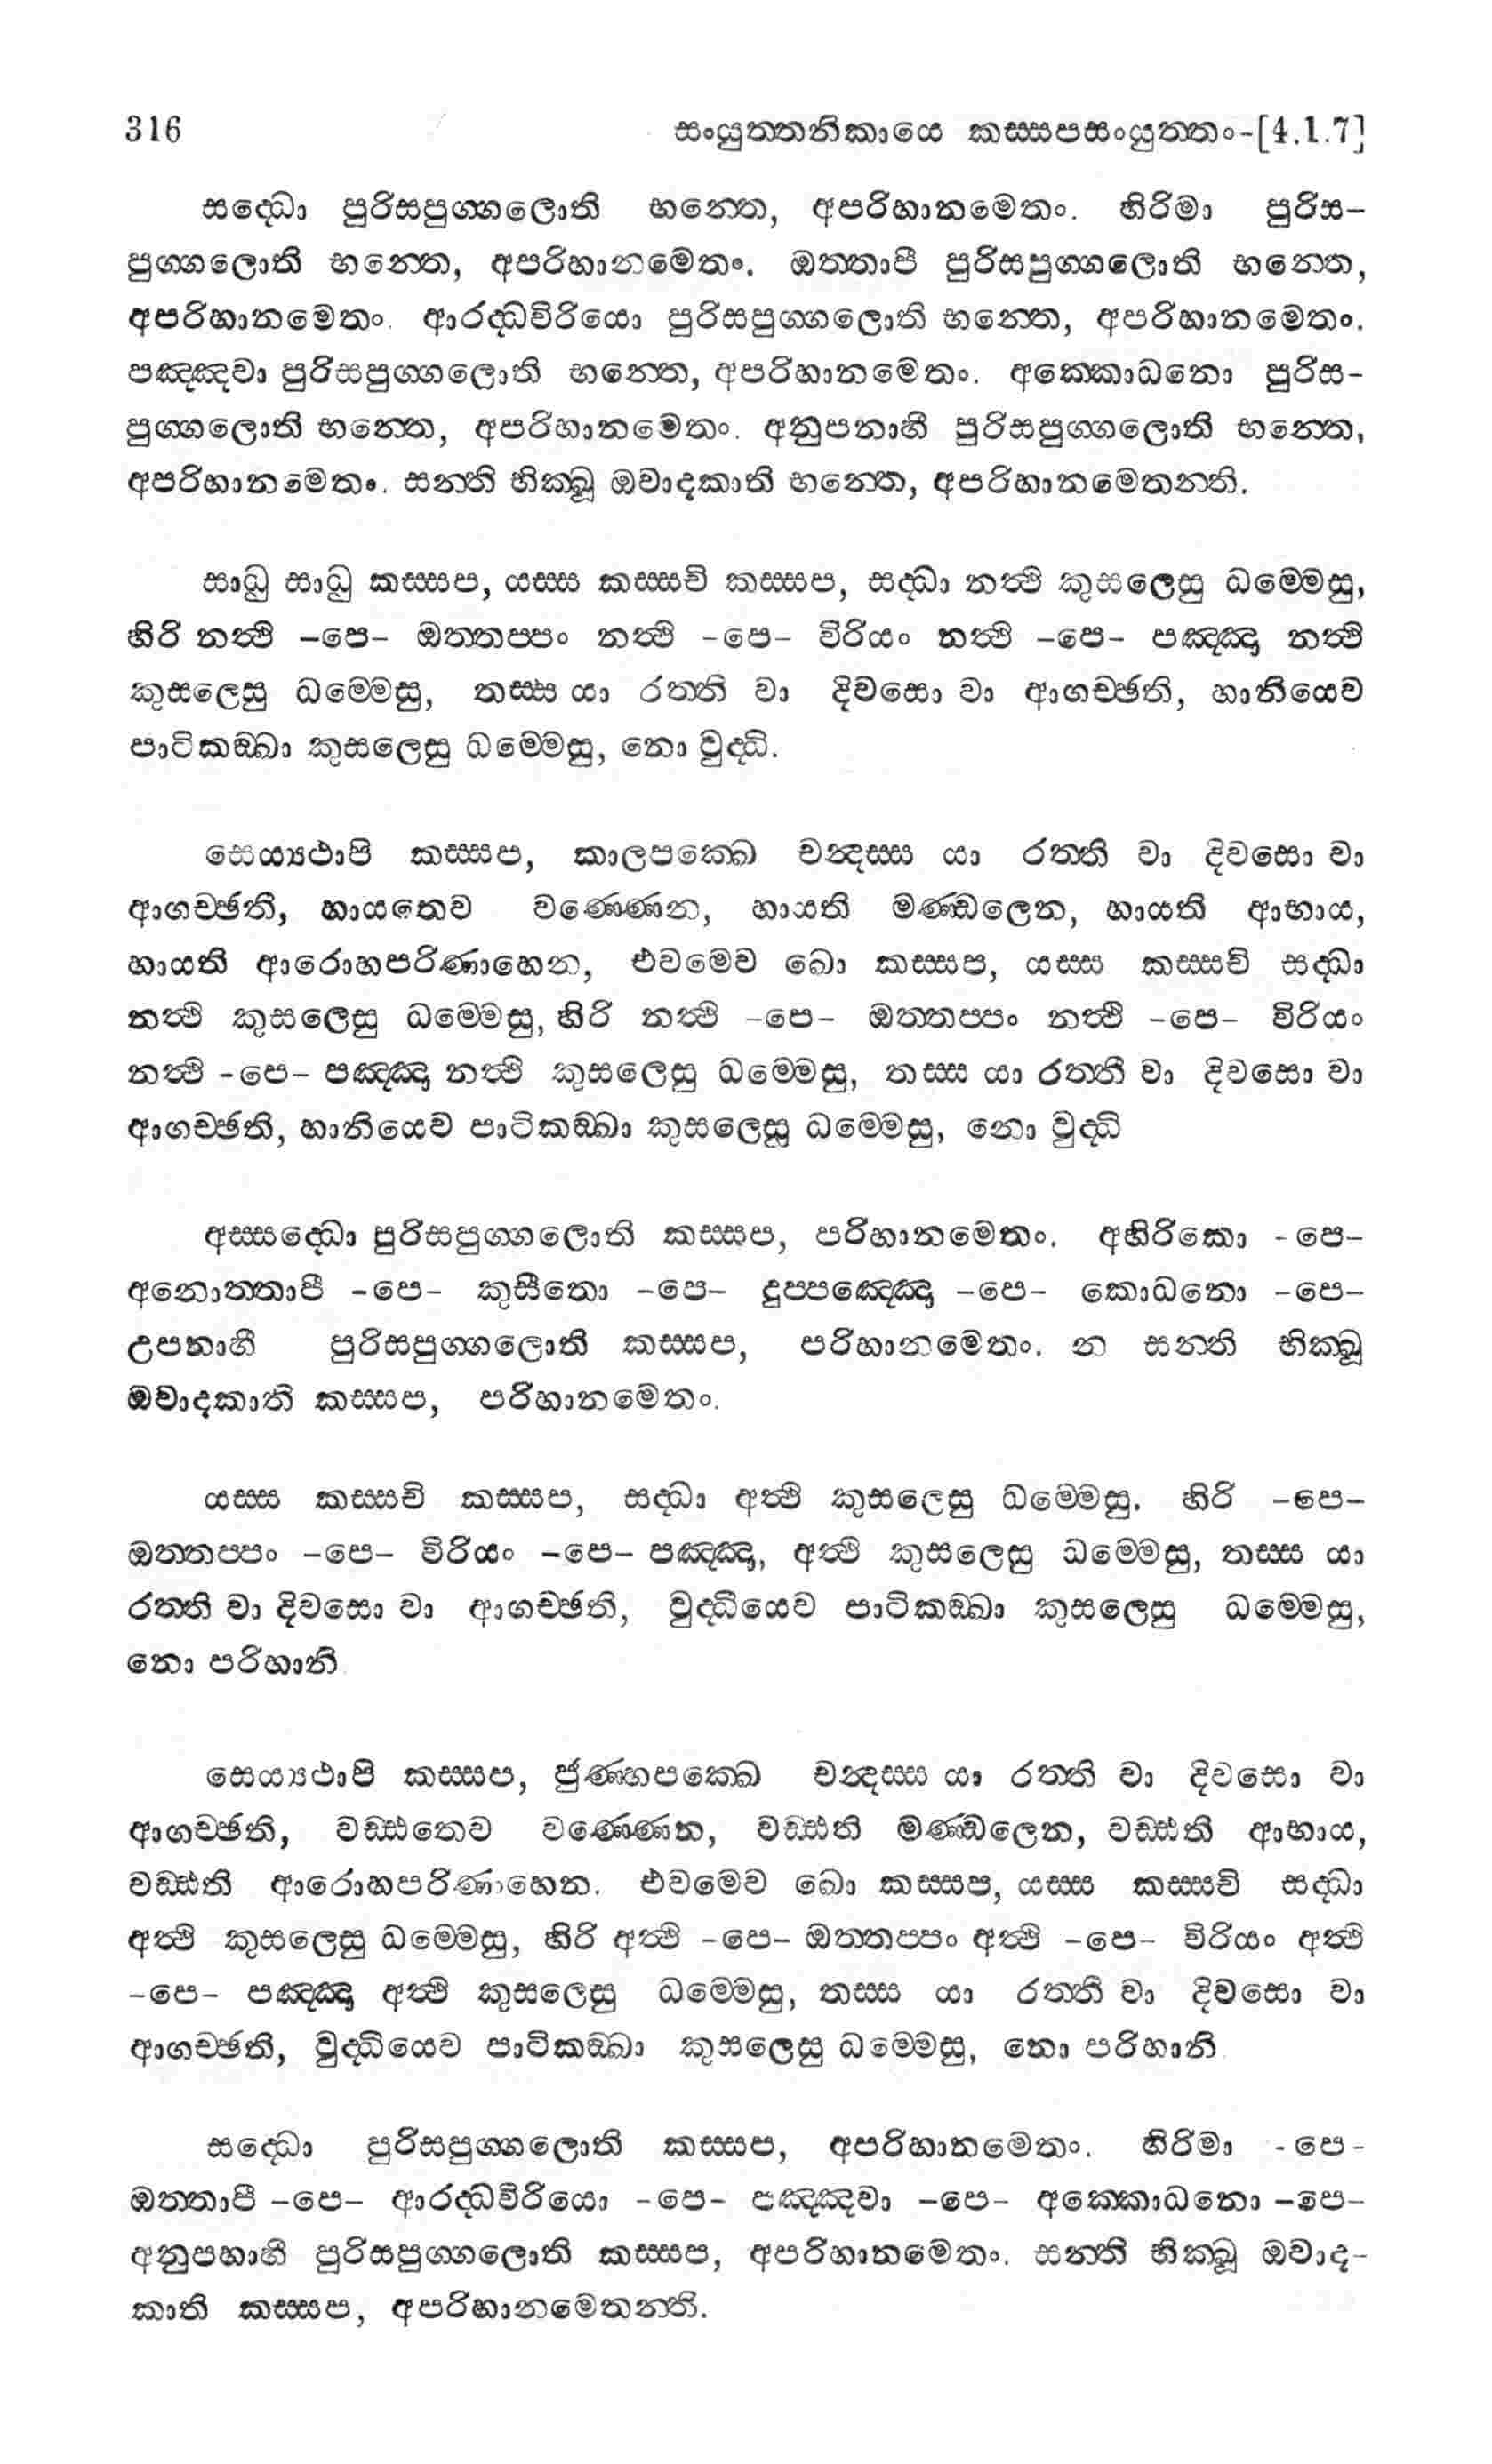 316 සංයුත්තනිකායෙ කස්සපසංයුත්තං-[4.1.7]
සද්ධො පුරිසපුග්ගලොති භන්තෙ, අපරිහානමෙතං. හිරිමා පුරිස-
පුග්ගලොති භන්තෙ, අපරිහානමෙතං. ඔත්තාපී පුරිසපුග්ගලොති භන්තෙ,
අපරිහානමෙතං. ආරද්ධවිරියො පුරිසපුග්ගලොති භන්තෙ, අපරිහානමෙතං.
පඤ්ඤවා පුරිසපුග්ගලොති භන්තෙ, අපරිහානමෙතං. අක්කොධනො පුරිස-
පුග්ගලොති භන්තෙ, අපරිහානමෙතං. අනුපනාහී පුරිසපුග්ගලොති භන්තෙ,
අපරිහානමෙතං. සන්ති භික්ඛූ ඔවාදකාති භන්තෙ, අපරිහානමෙතන්ති.
සාධු සාධු කස්සප, යස්ස කස්සචි කස්සප, සද්ධා නත්ථි කුසලෙසු ධම්මෙසු,
හිරි නත්ථි -පෙ- ඔත්තප්පං නත්ථි -පෙ- විරියං නත්ථි -පෙ- පඤ්ඤා නත්ථි
කුසලෙසු ධම්මෙසු, තස්ස යා රත්ති වා දිවසො වා ආගච්ඡති, හානියෙව
පාටිකඞ්ඛා කුසලෙසු ධම්මෙසු, නො වුද්ධි.
සෙය්‍යථාපි කස්සප, කාලපක්ඛෙ චන්දස්ස යා රත්ති වා දිවසො වා
ආගච්ඡති, හායතෙව වණ්ණෙන, හායති මණ්ඩලෙන, හායති ආභාය,
හායති ආරොහපරිණාහෙන, එවමෙව ඛො කස්සප, යස්ස කස්සචි සද්ධා
නත්ථි කුසලෙසු ධම්මෙසු, හිරි නත්ථි -පෙ- ඔත්තප්පං නත්ථි -පෙ- විරියං
නත්ථි -පෙ- පඤ්ඤා නත්ථි කුසලෙසු ධම්මෙසු, තස්ස යා රත්ති වා දිවසො වා
ආගච්ඡති, හානියෙව පාටිකඞ්ඛා කුසලෙසු ධම්මෙසු, නො වුද්ධි
අස්සද්ධො පුරිසපුග්ගලොති කස්සප, පරිහානමෙතං. අහිරිකො -පෙ-
අනොත්තාපී -පෙ- කුසීතො -පෙ- දුප්පඤ්ඤො -පෙ- කොධනො -පෙ-
උපනාහී පුරිසපුග්ගලොති කස්සප, පරිහානමෙතං. න සන්ති භික්ඛූ
ඔවාදකාති කස්සප, පරිහානමෙතං.
යස්ස කස්සචි කස්සප, සද්ධා අත්ථි කුසලෙසු ධම්මෙසු. හිරි -පෙ-
ඔත්තප්පං -පෙ- විරියං -පෙ- පඤ්ඤා, අත්ථි කුසලෙසු ධම්මෙසු, තස්ස යා
රත්ති වා දිවසො වා ආගච්ඡති, වුද්ධියෙව පාටිකඞ්ඛා කුසලෙසු ධම්මෙසු,
නො පරිහානි
සෙය්‍යථාපි කස්සප, ජුණ්හපක්ඛෙ චන්දස්ස යා රත්ති වා දිවසො වා
ආගච්ඡති, වඩ්ඪතෙව වණ්ණෙන, වඩ්ඪති මණ්ඩලෙන, වඩ්ඪති ආභාය,
වඩ්ඪති ආරොහපරිණාහෙන. එවමෙව ඛො කස්සප, යස්ස කස්සචි සද්ධා
අත්ථි කුසලෙසු ධම්මෙසු, හිරි අත්ථි -පෙ- ඔත්තප්පං අත්ථි -පෙ- විරියං අත්ථි
-පෙ- පඤ්ඤා අත්ථි කුසලෙසු ධම්මෙසු, තස්ස යා රත්ති වා දිවසො වා
ආගච්ඡති, වුද්ධියෙව පාටිකඞ්ඛා කුසලෙසු ධම්මෙසු, නො පරිහානි
සද්ධො පුරිසපුග්ගලොති කස්සප, අපරිහානමෙතං. හිරිමා -පෙ-
ඔත්තාපී -පෙ- ආරද්ධවිරියො -පෙ- පඤ්ඤවා -පෙ- අක්කොධනො -පෙ-
අනුපහාහී පුරිසපුග්ගලොති කස්සප, අපරිහානමෙතං. සන්ති භික්ඛූ ඔවාද-
කාති කස්සප, අපරිහානමෙතන්ති.